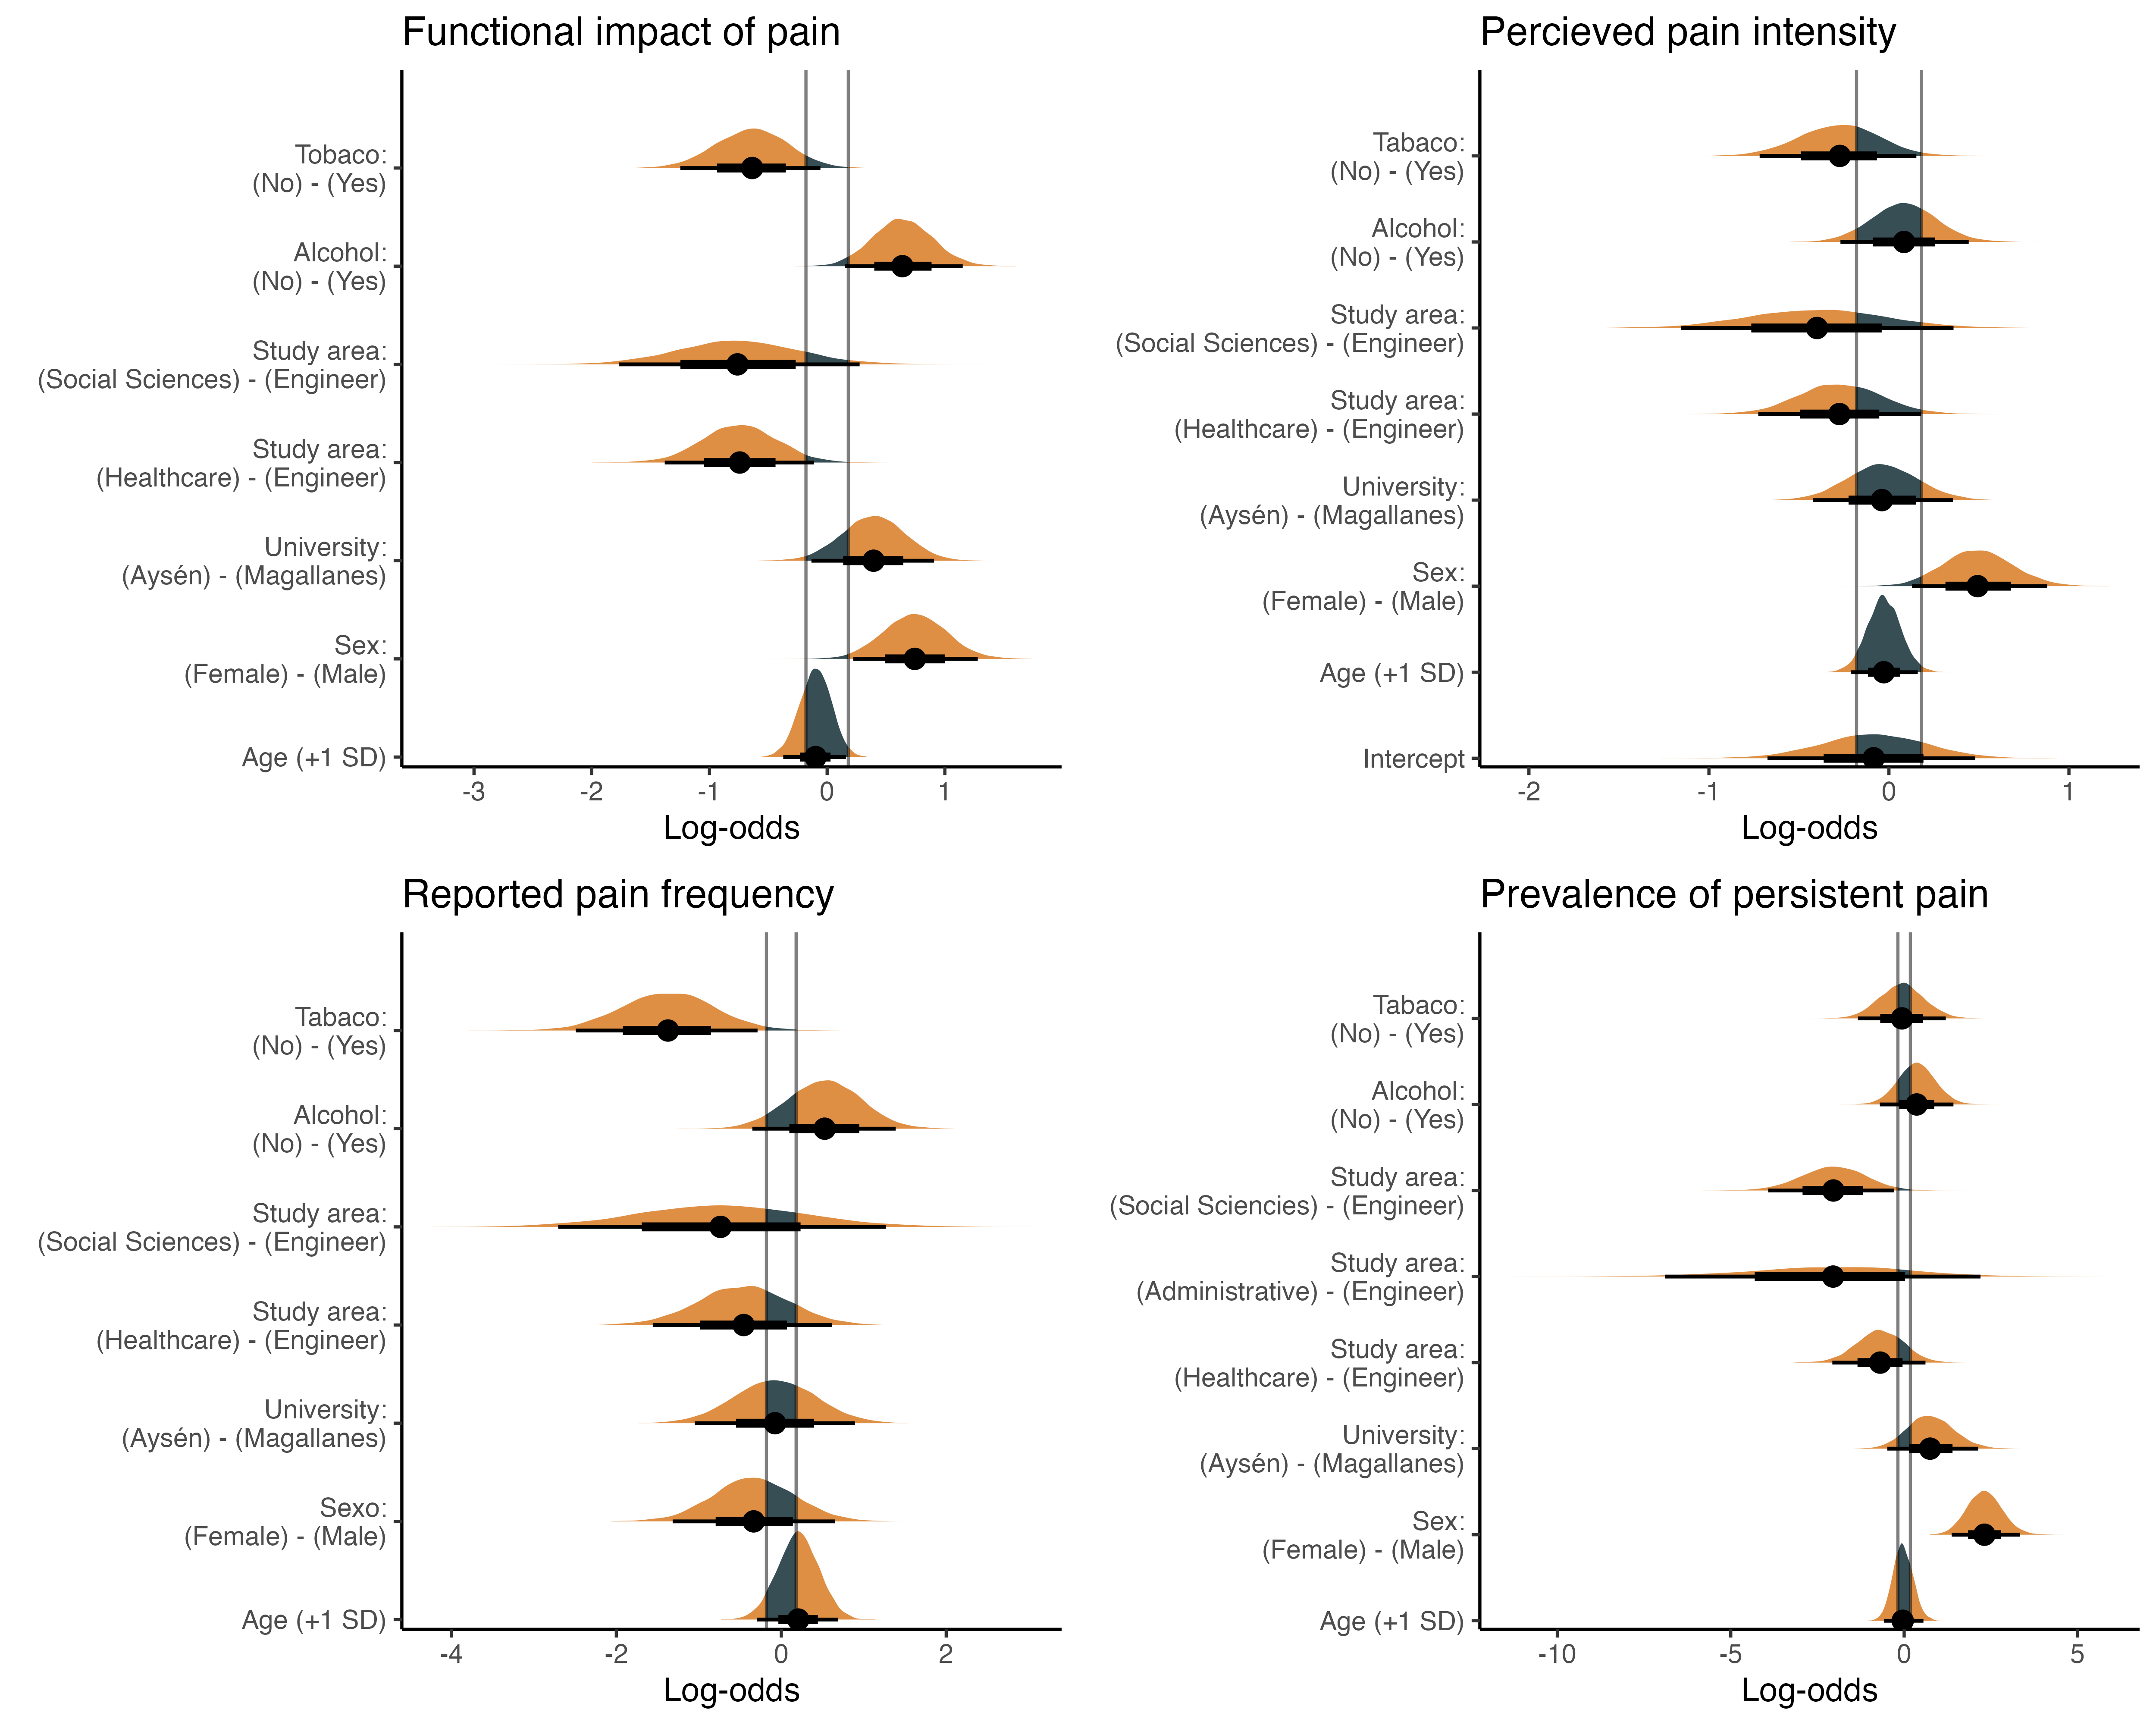 Functional impact of pain
Tobaco:
(No) - (Yes)
Alcohol:
(No) - (Yes)
Study area:
(Social Sciences) - (Engineer)
Study area:
(Healthcare) - (Engineer)
University:
(Aysén) - (Magallanes)
Sex:
(Female) - (Male)
Age (+1 SD)
-3 -2 -1 0 1
Log-odds
Percieved pain intensity
Tabaco:
(No) - (Yes)
Alcohol:
(No) - (Yes)
Study area:
(Social Sciences) - (Engineer)
Study area:
(Healthcare) - (Engineer)
University:
(Aysén) - (Magallanes)
Sex:
(Female) - (Male)
Age (+1 SD)
Intercept
-2 -1 0 1
Log-odds
Reported pain frequency
Tabaco:
(No) - (Yes)
Alcohol:
(No) - (Yes)
Study area:
(Social Sciences) - (Engineer)
Study area:
(Healthcare) - (Engineer)
University:
(Aysén) - (Magallanes)
Sexo:
(Female) - (Male)
Age (+1 SD)
-4 -2 0 2
Log-odds
Prevalence of persistent pain
Tabaco:
(No) - (Yes)
Alcohol:
(No) - (Yes)
Study area:
(Social Sciencies) - (Engineer)
Study area:
(Administrative) - (Engineer)
Study area:
(Healthcare) - (Engineer)
University:
(Aysén) - (Magallanes)
Sex:
(Female) - (Male)
Age (+1 SD)
-10 -5 0 5
Log-odds